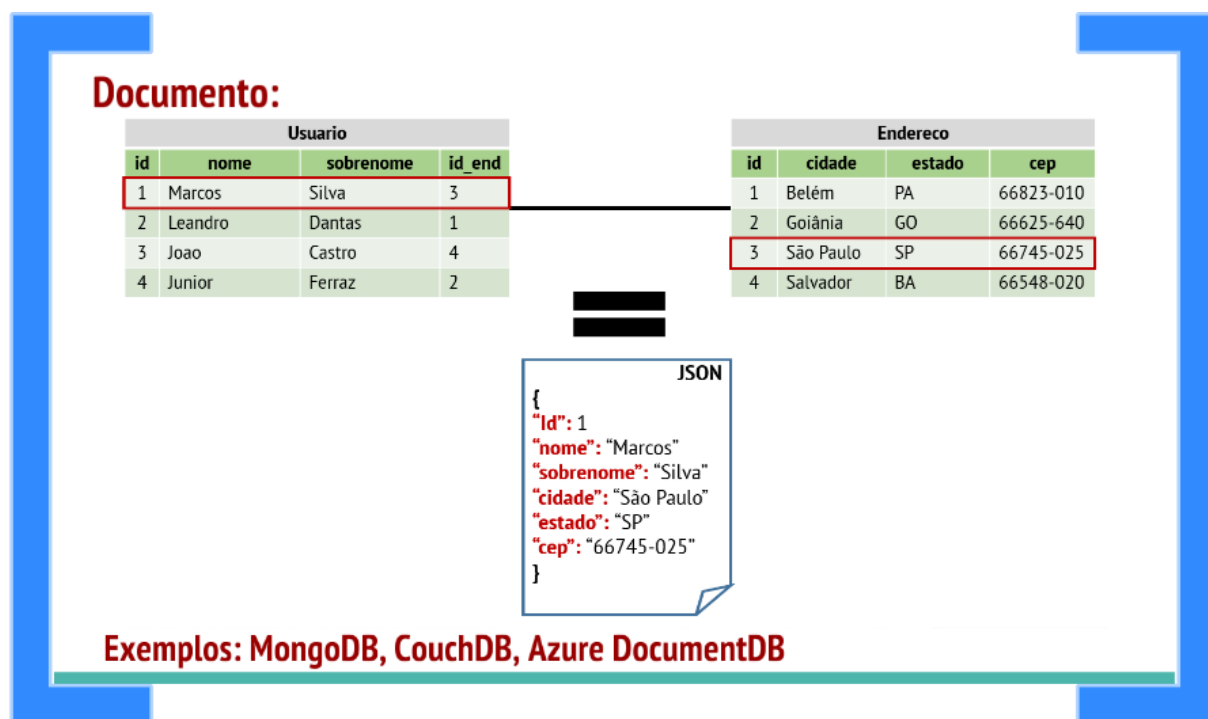 Documento:
Usuario
id nome sobrenome id_end
1 Marcos Silva 3
2 Leandro Dantas 1
3 Joao Castro 4
4 Junior Ferraz 2
Endereco
id cidade estado cep
1 Belém PA 66823-010
2 Goiânia GO 66625-640
3 São Paulo SP 66745-025
4 Salvador BA 66548-020
JSON
{
“Id”: 1
“nome”: “Marcos”
“sobrenome”: “Silva”
“cidade”: “São Paulo”
“estado”: “SP”
“cep”: “66745-025”
}
Exemplos: MongoDB, CouchDB, Azure DocumentDB